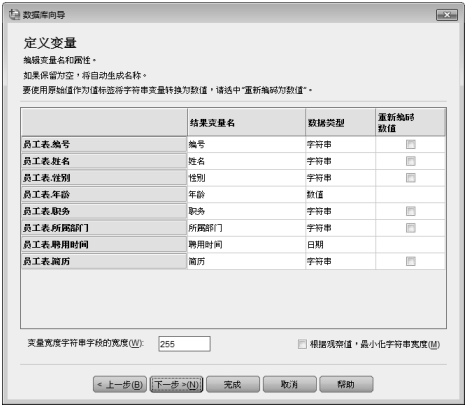 数据库向导
定义变量
编辑变量名和属性。
如果保留为空，将自动生成名称。
要使用原始值作为值标签将字符串变量转换为数值，请选中“重新编码为数值”。
结果变量名 数据类型 重新编码
数值
员工表.编号 编号 字符串
员工表.姓名 姓名 字符串
员工表.性别 性别 字符串
员工表.年龄 年龄 数值
员工表.职务 职务 字符串
员工表.所属部门 所属部门 字符串
员工表.聘用时间 聘用时间 日期
员工表.简历 简历 字符串
变量宽度字符串字段的宽度(W): 255 根据观察值，最小化字符串宽度(M)
< 上一步(B) 下一步 >(N) 完成 取消 帮助